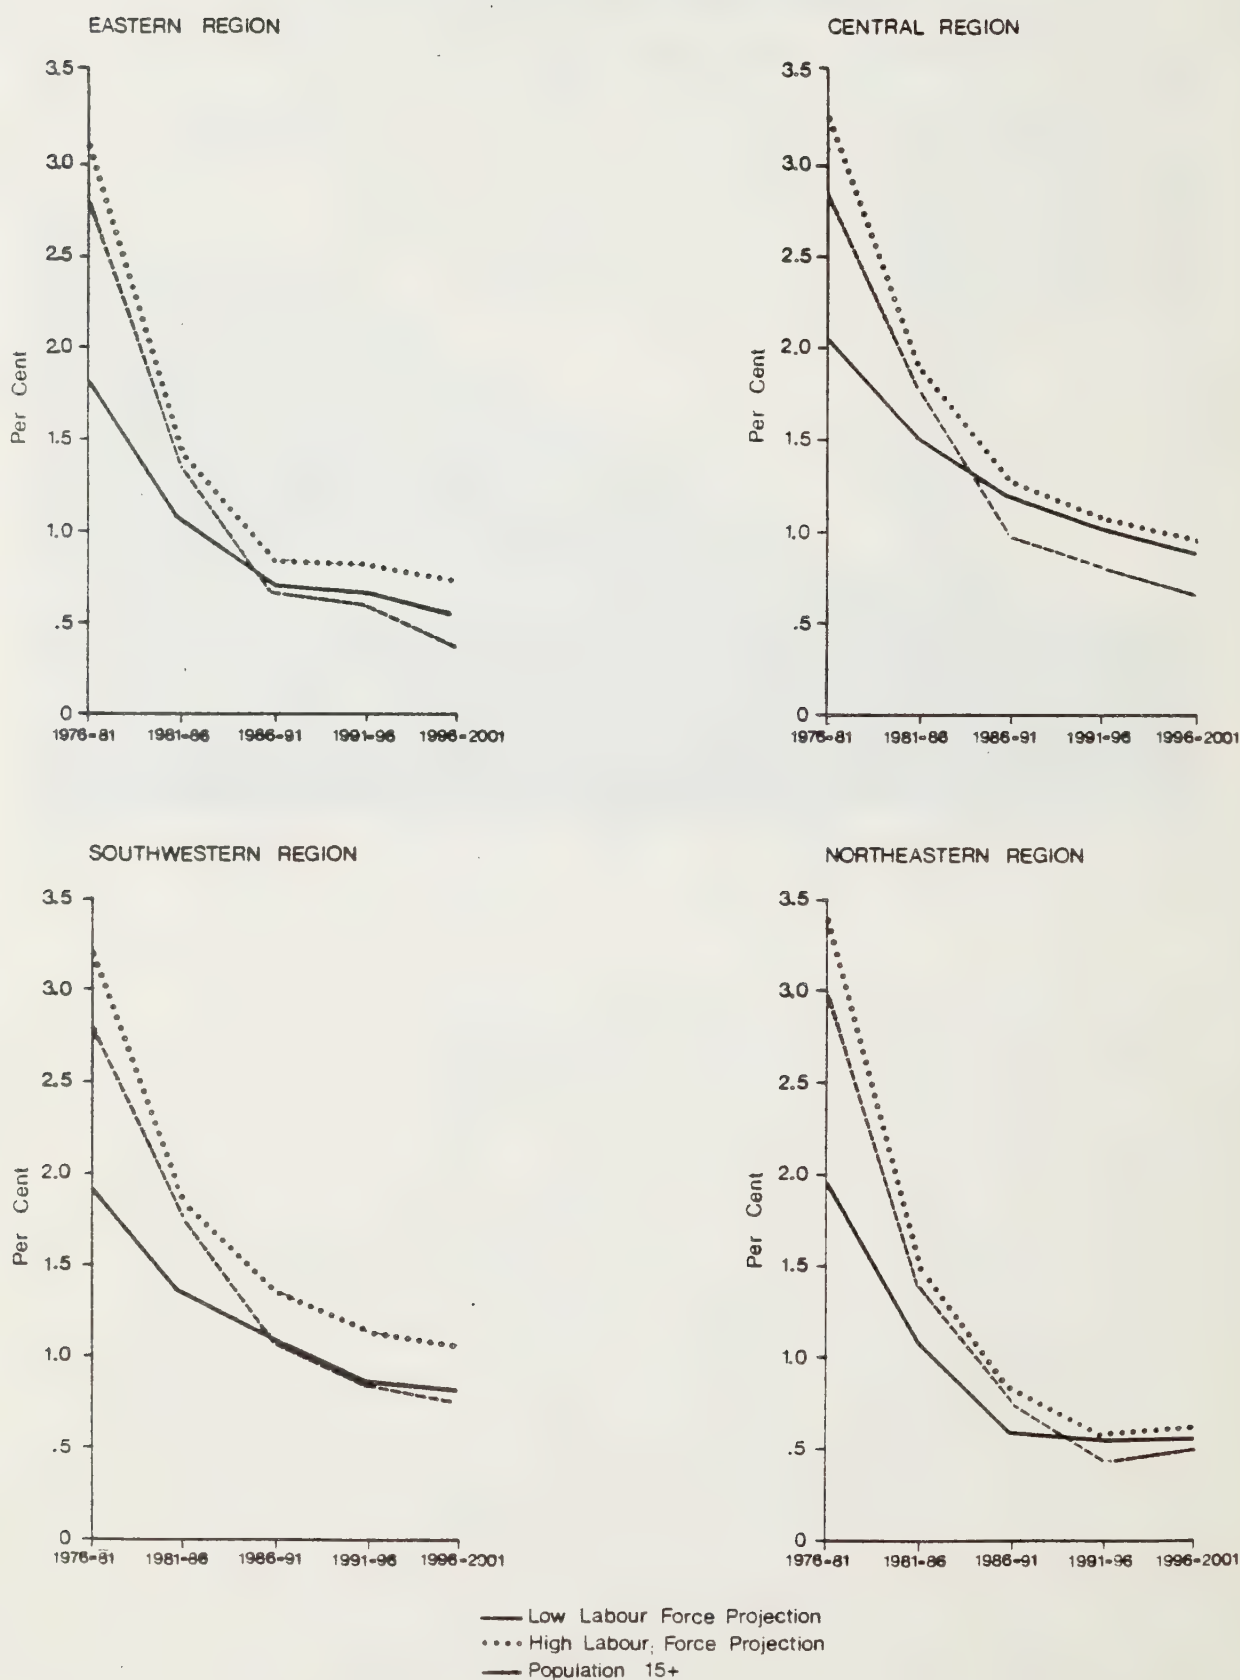 EASTERN REGION
3.5
3.0
2.5
2.0
1.5
1.0
.5
0
Per Cent
1976-81 1981-86 1986-91 1991-96 1996-2001
CENTRAL REGION
3.5
3.0
2.5
2.0
1.5
1.0
.5
0
Per Cent
1976-81 1981-86 1986-91 1991-96 1996-2001
SOUTHWESTERN REGION
3.5
3.0
2.5
2.0
1.5
1.0
.5
0
Per Cent
1976-81 1981-86 1986-91 1991-96 1996-2001
NORTHEASTERN REGION
3.5
3.0
2.5
2.0
1.5
1.0
.5
0
Per Cent
1976-81 1981-86 1986-91 1991-96 1996-2001
Low Labour Force Projection
High Labour Force Projection
Population 15+